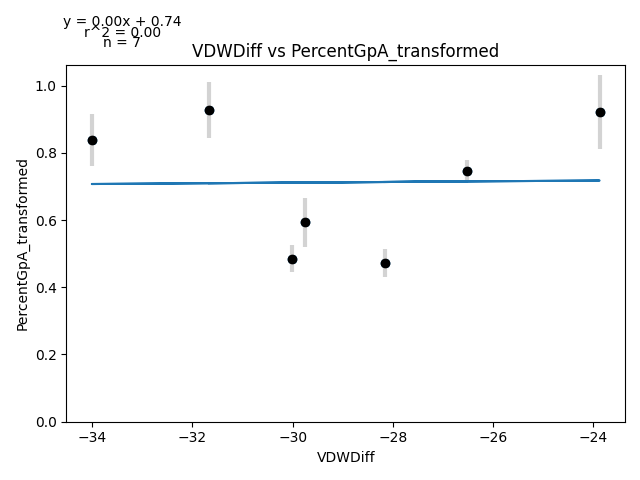 y = 0.00x + 0.74
r^2 = 0.00
n = 7
VDWDiff vs PercentGpA_transformed
1.0
0.8
0.6
0.4
0.2
0.0
PercentGpA_transformed
−34
−32
−30
−28
−26
−24
VDWDiff